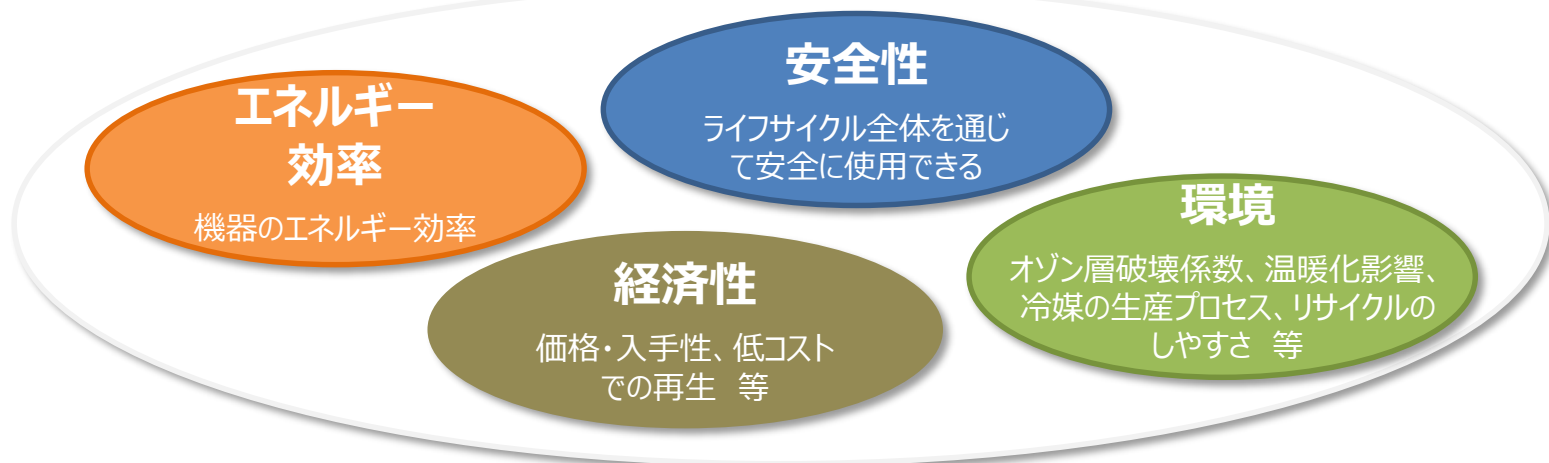 エネルギー
効率
機器のエネルギー効率
安全性
ライフサイクル全体を通じ
て安全に使用できる
経済性
価格・入手性、低コスト
での再生　等
環境
オゾン層破壊係数、温暖化影響、
冷媒の生産プロセス、リサイクルの
しやすさ　等